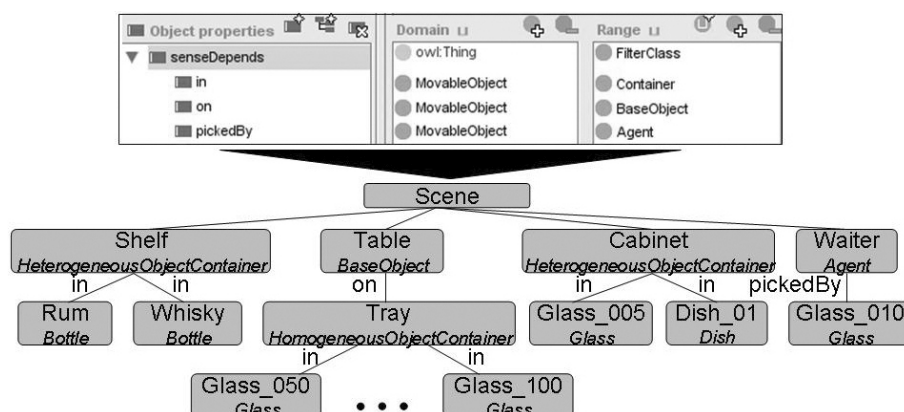 Object properties
senseDepends
in
on
pickedBy
Domain
owl:Thing
MovableObject
MovableObject
MovableObject
Range
FilterClass
Container
BaseObject
Agent
Scene
Shelf
HeterogeneousObjectContainer
Table
BaseObject
Cabinet
HeterogeneousObjectContainer
Waiter
Agent
in in on in in pickedBy
Rum
Bottle
Whisky
Bottle
Tray
HomogeneousObjectContainer
Glass_005
Glass
Dish_01
Dish
Glass_010
Glass
in in
Glass_050
Glass
• • •
Glass_100
Glass